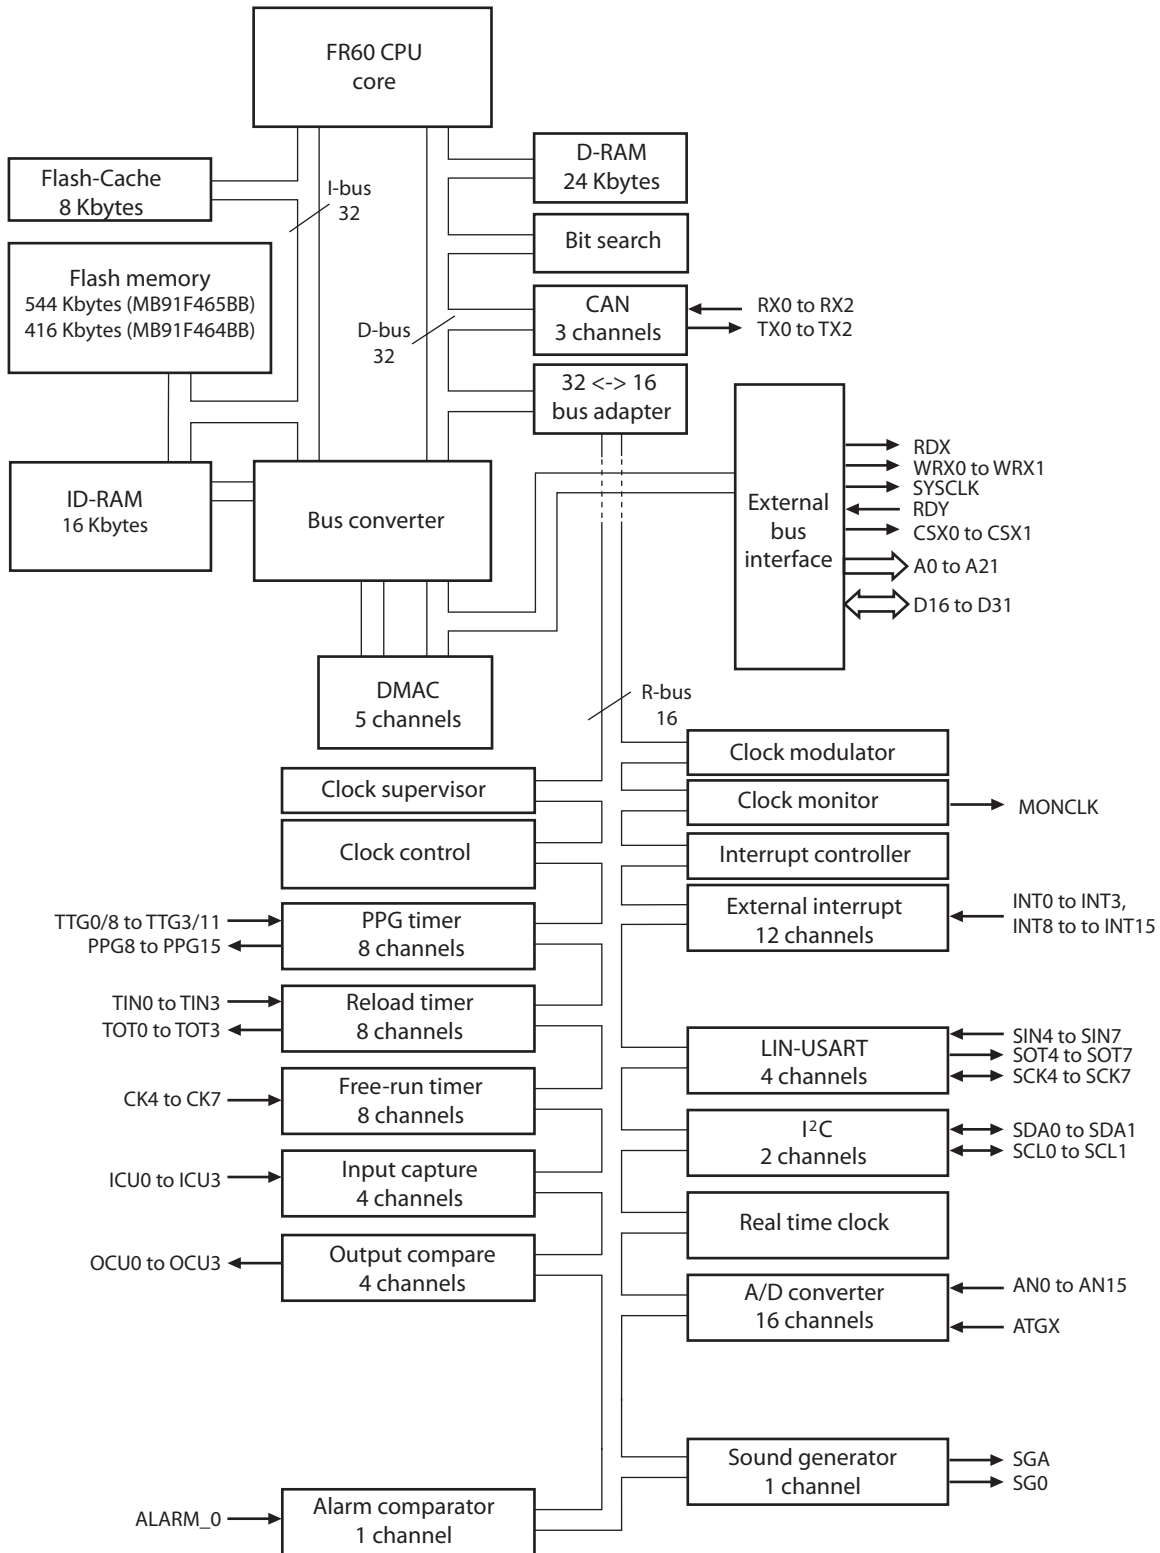 FR60 CPU
core
Flash-Cache
8 Kbytes
I-bus
32
D-RAM
24 Kbytes
Bit search
Flash memory
544 Kbytes (MB91F465BB)
416 Kbytes (MB91F464BB)
D-bus
32
CAN
3 channels
RX0 to RX2
TX0 to TX2
32 <-> 16
bus adapter
ID-RAM
16 Kbytes
Bus converter
External
bus
interface
RDX
WRX0 to WRX1
SYSCLK
RDY
CSX0 to CSX1
A0 to A21
D16 to D31
DMAC
5 channels
R-bus
16
Clock supervisor
Clock control
TTG0/8 to TTG3/11
PPG8 to PPG15
PPG timer
8 channels
TIN0 to TIN3
TOT0 to TOT3
Reload timer
8 channels
CK4 to CK7
Free-run timer
8 channels
ICU0 to ICU3
Input capture
4 channels
OCU0 to OCU3
Output compare
4 channels
ALARM_0
Alarm comparator
1 channel
Clock modulator
Clock monitor
MONCLK
Interrupt controller
External interrupt
12 channels
INT0 to INT3,
INT8 to to INT15
LIN-USART
4 channels
SIN4 to SIN7
SOT4 to SOT7
SCK4 to SCK7
I²C
2 channels
SDA0 to SDA1
SCL0 to SCL1
Real time clock
A/D converter
16 channels
AN0 to AN15
ATGX
Sound generator
1 channel
SGA
SG0